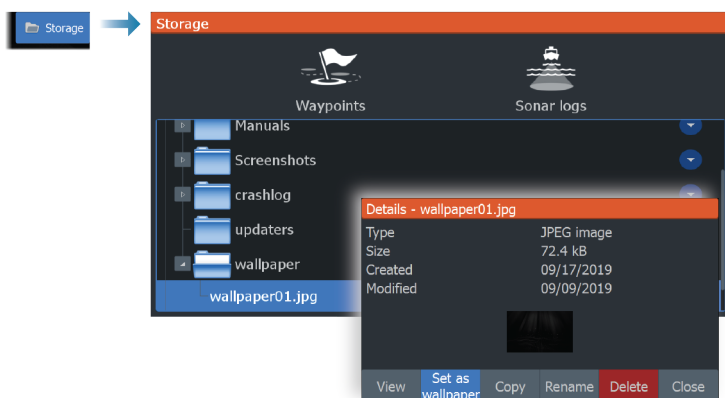 Storage
Storage
Waypoints
Sonar logs
Manuals
Screenshots
crashlog
updaters
wallpaper
wallpaper01.jpg
Details - wallpaper01.jpg
Type JPEG image
Size 72.4 kB
Created 09/17/2019
Modified 09/09/2019
View
Set as
wallpaper
Copy
Rename
Delete
Close